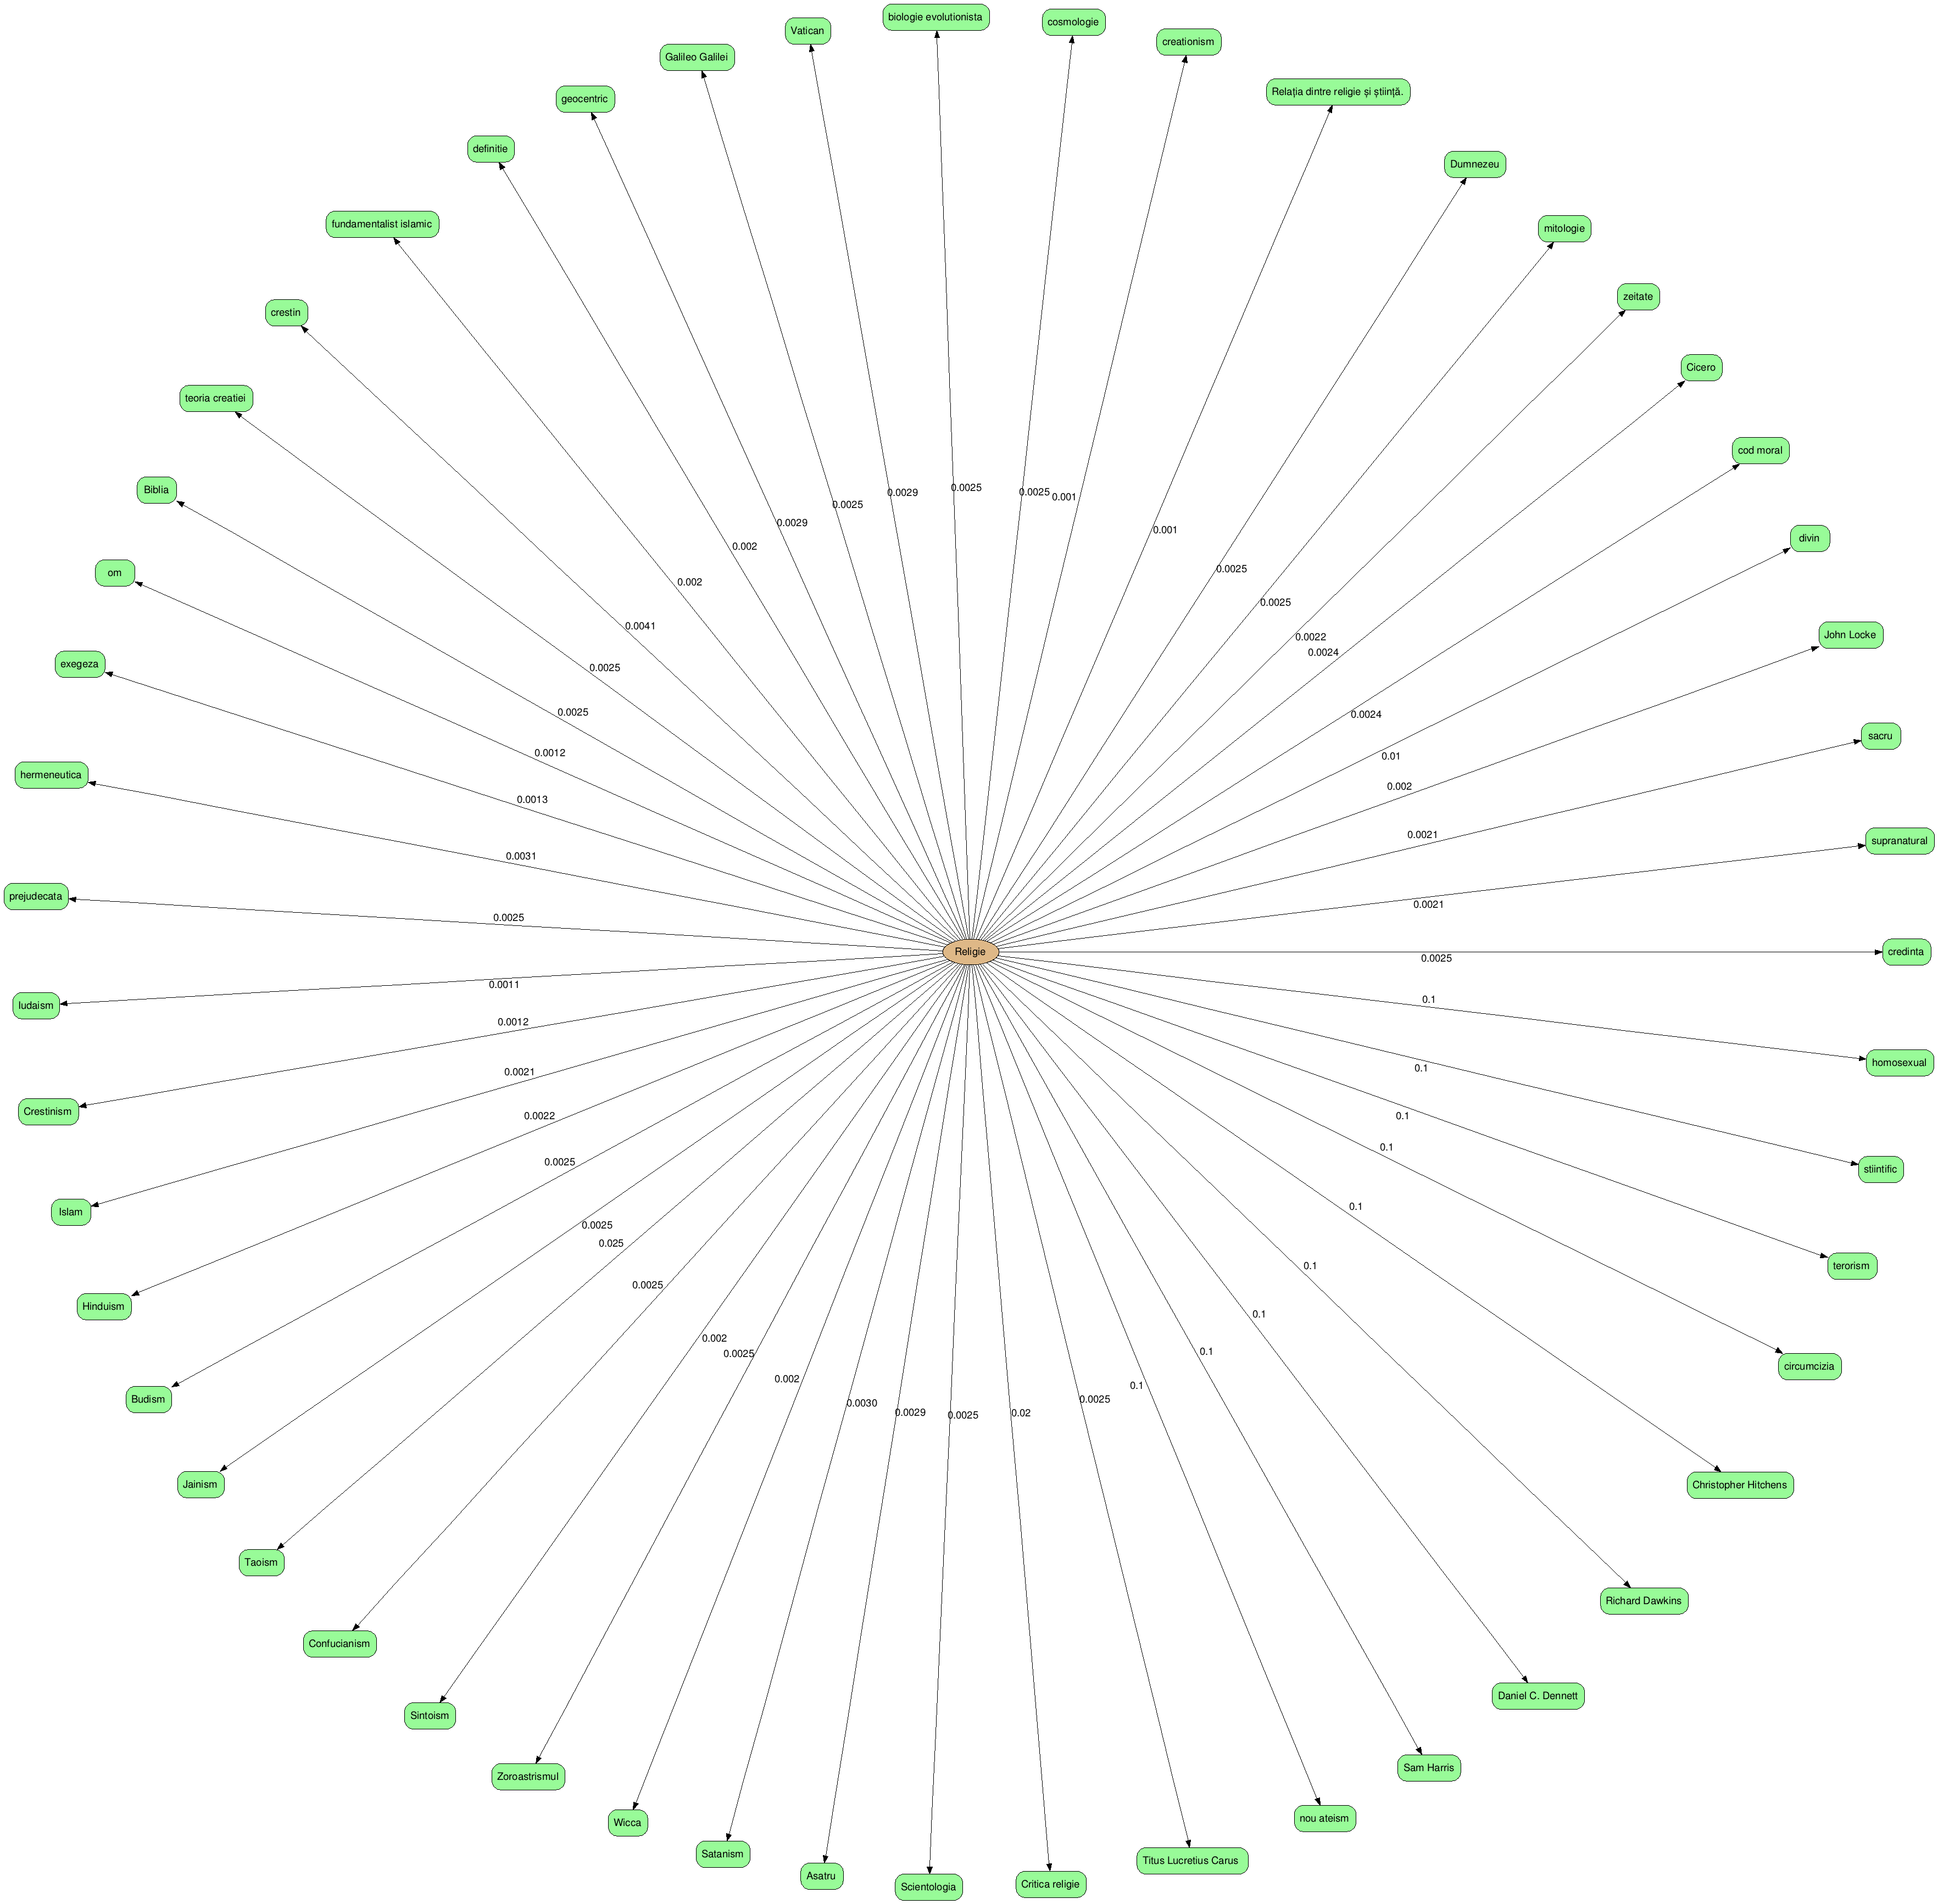 biologie evolutionista
cosmologie
Vatican
creationism
Galileo Galilei
Relația dintre religie și știință.
geocentric
definitie
Dumnezeu
fundamentalist islamic
mitologie
zeitate
crestin
Cicero
teoria creatiei
cod moral
Biblia
0.0029
0.0025
0.0025
0.001
0.0025
0.0029
0.001
divin
0.002
om
0.0025
0.002
0.0025
0.0041
John Locke
0.0022
0.0024
exegeza
0.0025
0.0025
0.0024
sacru
0.0012
0.01
hermeneutica
0.002
0.0013
0.0021
supranatural
0.0031
prejudecata
0.0021
0.0025
Religie
credinta
0.0025
0.0011
0.1
Iudaism
0.0012
homosexual
0.1
0.0021
Crestinism
0.0022
0.1
0.1
0.0025
stiintific
Islam
0.1
0.0025
0.025
0.1
terorism
0.0025
Hinduism
0.1
0.002
0.0025
0.1
circumcizia
0.002
0.1
Budism
0.0030
0.0029
0.0025
0.02
0.0025
Jainism
Christopher Hitchens
Taoism
Richard Dawkins
Confucianism
Daniel C. Dennett
Sintoism
Sam Harris
Zoroastrismul
nou ateism
Wicca
Satanism
Titus Lucretius Carus
Asatru
Critica religie
Scientologia